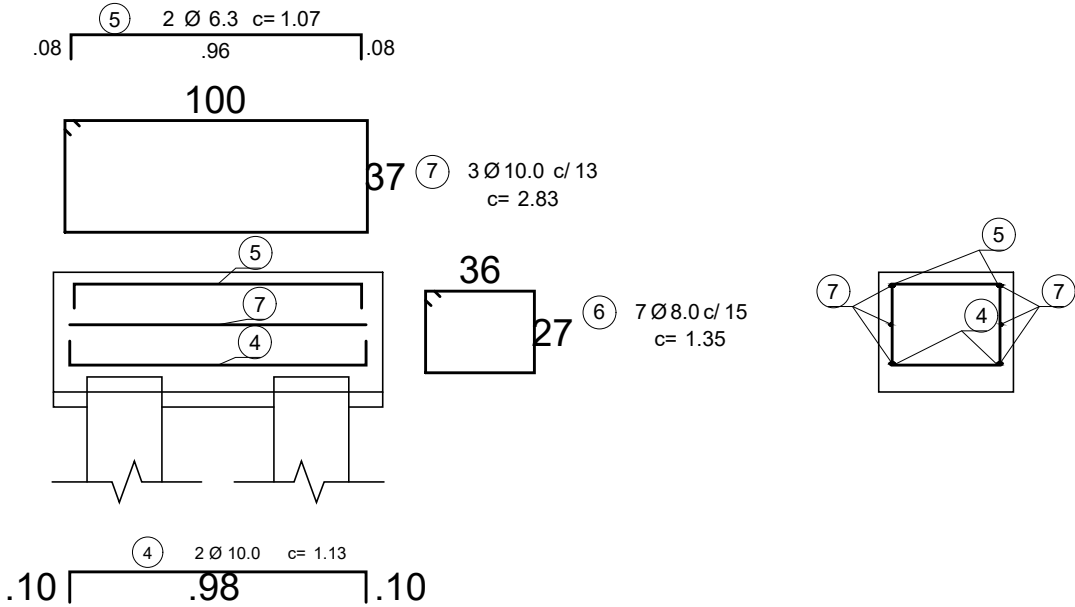 5 2 Ø 6.3 c= 1.07
.08 .96 .08
100
37 7 3 Ø 10.0 c/ 13
c= 2.83
5
7
4
36
27 6 7 Ø 8.0 c/ 15
c= 1.35
5
7 7
4
4 2 Ø 10.0 c= 1.13
.10 .98 .10